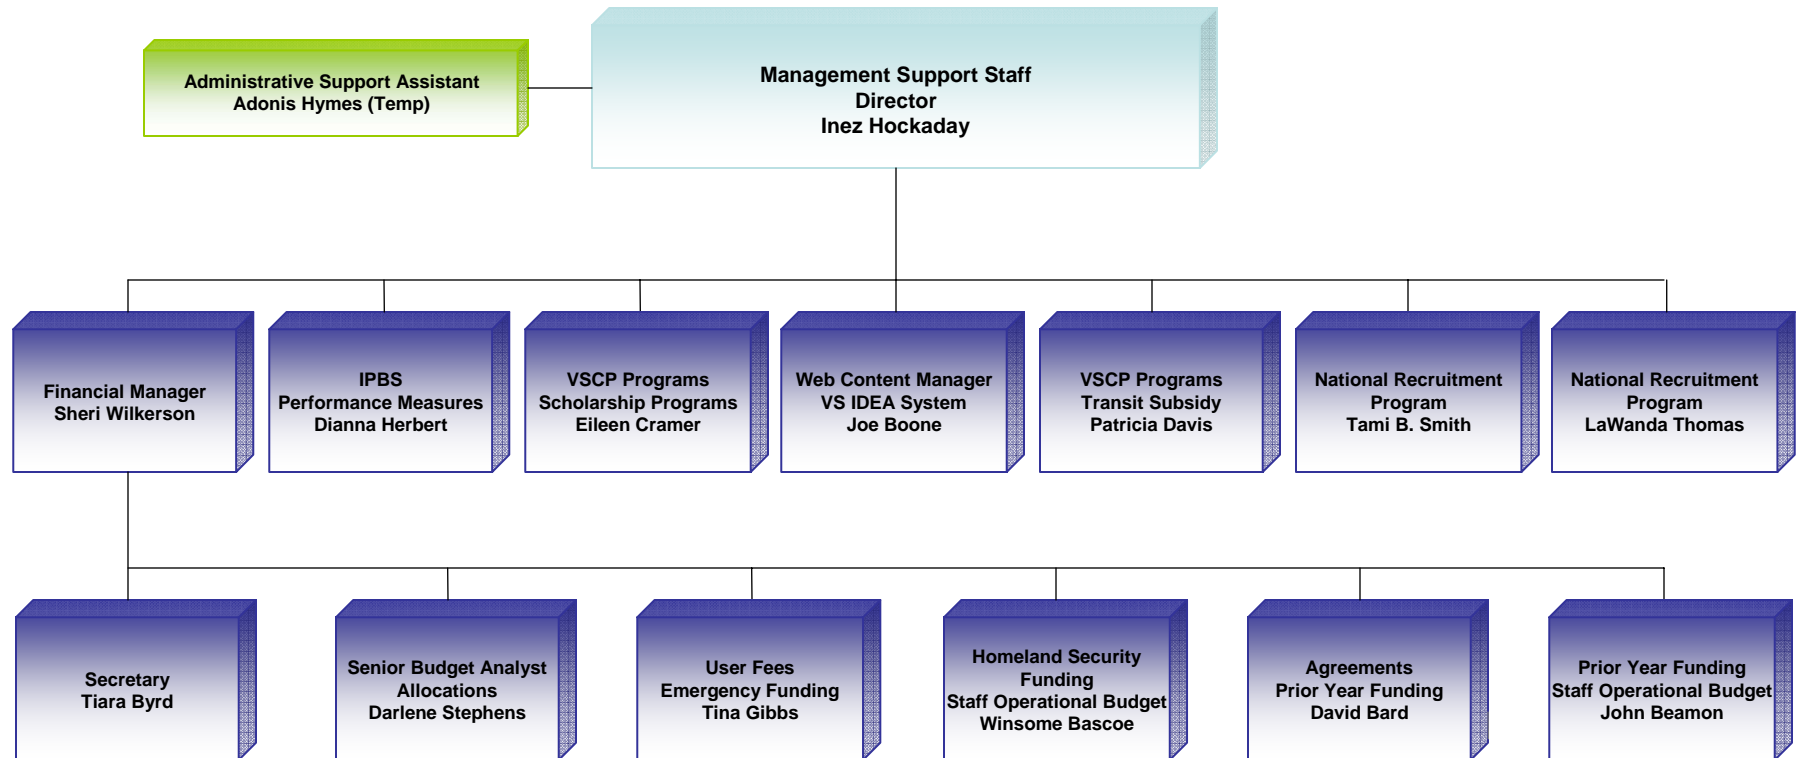 Administrative Support Assistant
Adonis Hymes (Temp)
Management Support Staff
Director
Inez Hockaday
Financial Manager
Sheri Wilkerson
IPBS
Performance Measures
Dianna Herbert
VSCP Programs
Scholarship Programs
Eileen Cramer
Web Content Manager
VS IDEA System
Joe Boone
VSCP Programs
Transit Subsidy
Patricia Davis
National Recruitment
Program
Tami B. Smith
National Recruitment
Program
LaWanda Thomas
Secretary
Tiara Byrd
Senior Budget Analyst
Allocations
Darlene Stephens
User Fees
Emergency Funding
Tina Gibbs
Homeland Security
Funding
Staff Operational Budget
Winsome Bascoe
Agreements
Prior Year Funding
David Bard
Prior Year Funding
Staff Operational Budget
John Beamon